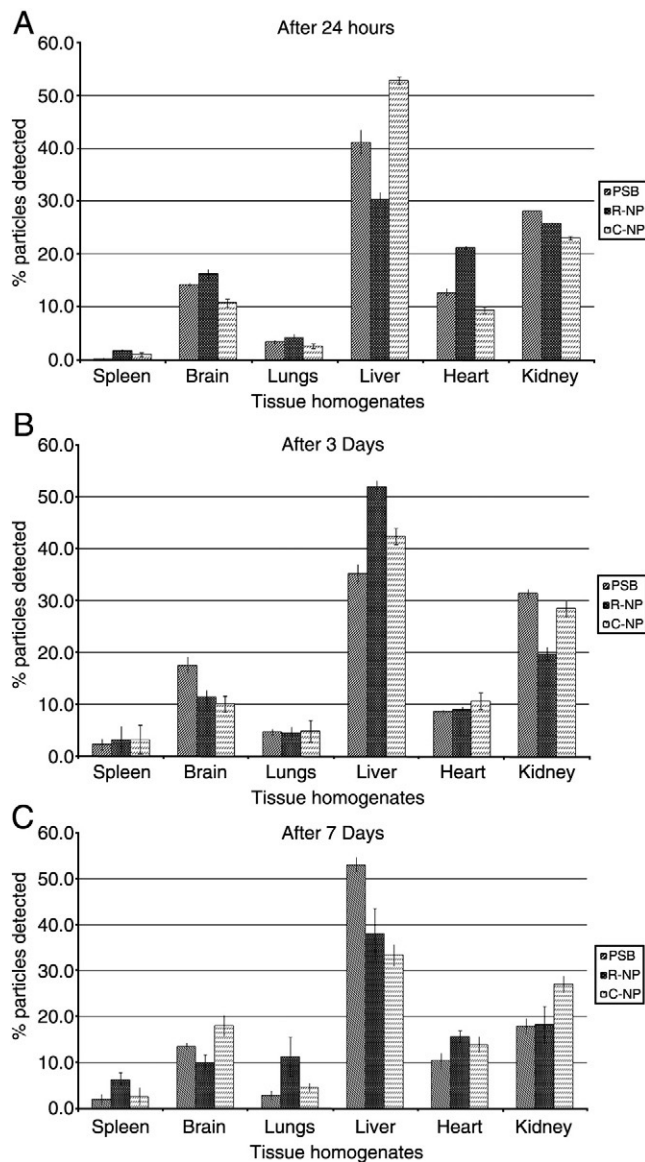 A
After 24 hours
60.0
50.0
40.0
30.0
20.0
10.0
0.0
% particles detected
Spleen Brain Lungs Liver Heart Kidney
Tissue homogenates
PSB
R-NP
C-NP
B
After 3 Days
60.0
50.0
40.0
30.0
20.0
10.0
0.0
% particles detected
Spleen Brain Lungs Liver Heart Kidney
Tissue homogenates
PSB
R-NP
C-NP
C
After 7 Days
60.0
50.0
40.0
30.0
20.0
10.0
0.0
% particles detected
Spleen Brain Lungs Liver Heart Kidney
Tissue homogenates
PSB
R-NP
C-NP